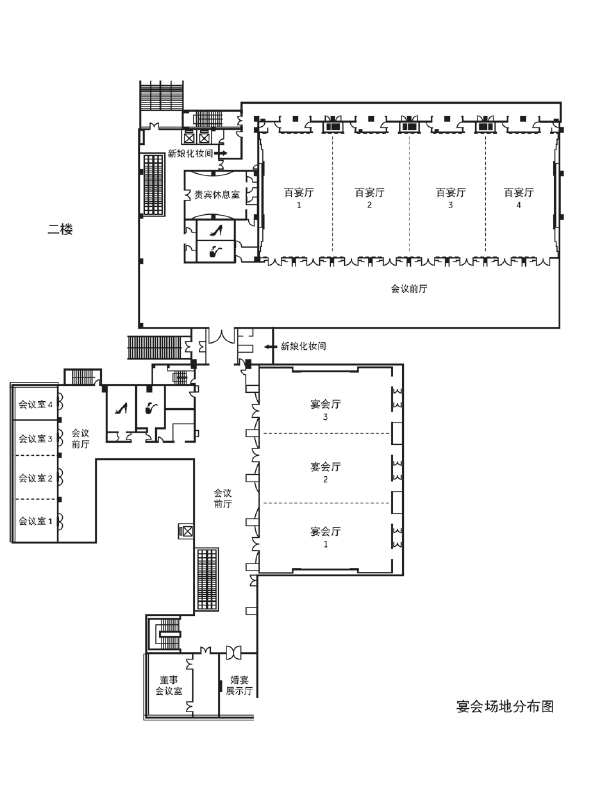 新娘化妆间
贵宾休息室
百宴厅
1
百宴厅
2
百宴厅
3
百宴厅
4
二楼
会议前厅
新娘化妆间
会议室 4
会议室 3
会议室 2
会议室 1
会议
前厅
宴会厅
3
宴会厅
2
宴会厅
1
会议
前厅
董事
会议室
婚宴
展示厅
宴会场地分布图